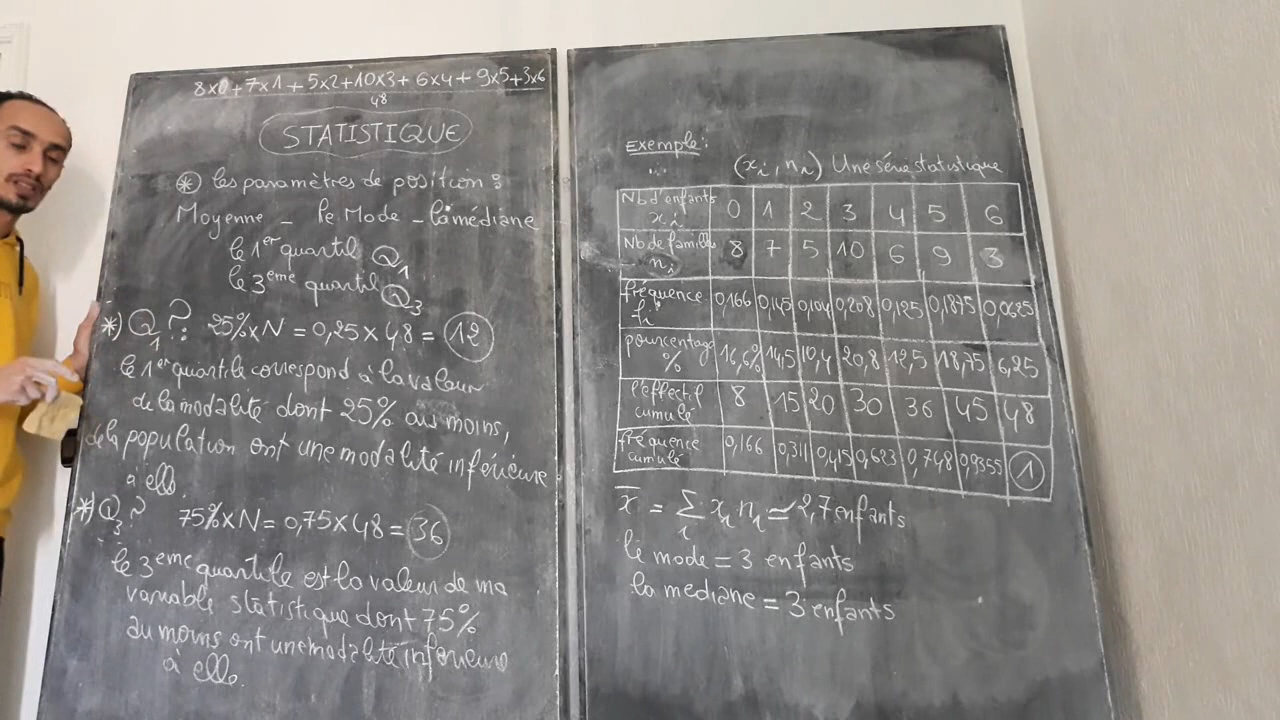 8x0+7x1+5x2+10x3+6x4+9x5+3x6
48
STATISTIQUE
* les paramètres de position :
Moyenne - le Mode - la médiane
le 1er quartil Q1
le 3eme quartil Q3
*) Q1 ? : 25% x N = 0,25 x 48 = 12
le 1er quartile correspond à la valeur
de la modalité dont 25% au moins,
de la population ont une modalité inférieure
à elle.
*) Q3 ? 75% x N = 0,75 x 48 = 36
le 3eme quartile est la valeur de ma
variable statistique dont 75%
au moins ont une modalité inférieure
à elle.
Exemple :
(xi, ni) Une série statistique
Nb d'enfants xi 0 1 2 3 4 5 6
Nb de familles ni 8 7 5 10 6 9 3
fréquence fi 0,166 0,145 0,104 0,208 0,125 0,1875 0,0625
pourcentage % 16,6% 14,5 10,4 20,8 12,5 18,75 6,25
l'effectif cumulé 8 15 20 30 36 45 48
fréquence cumulé 0,166 0,311 0,415 0,623 0,748 0,9355 1
x̄ = Σi xi ni ≃ 2,7 enfants
le mode = 3 enfants
la mediane = 3 enfants